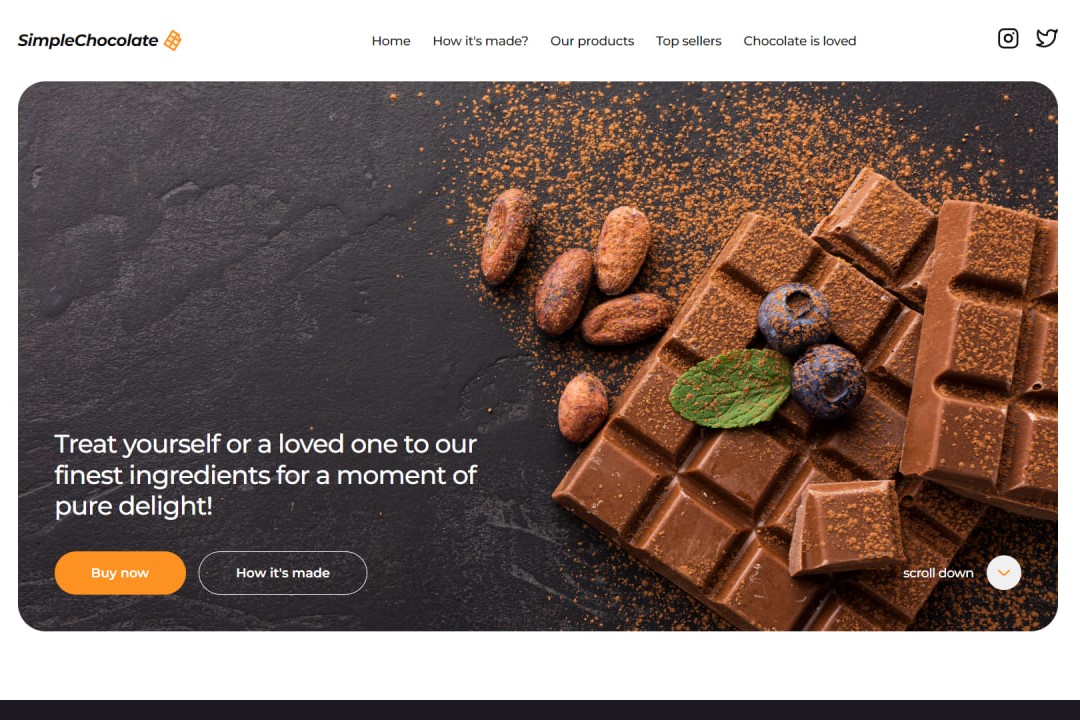 SimpleChocolate
Home How it's made? Our products Top sellers Chocolate is loved
Treat yourself or a loved one to our
finest ingredients for a moment of
pure delight!
Buy now How it's made
scroll down